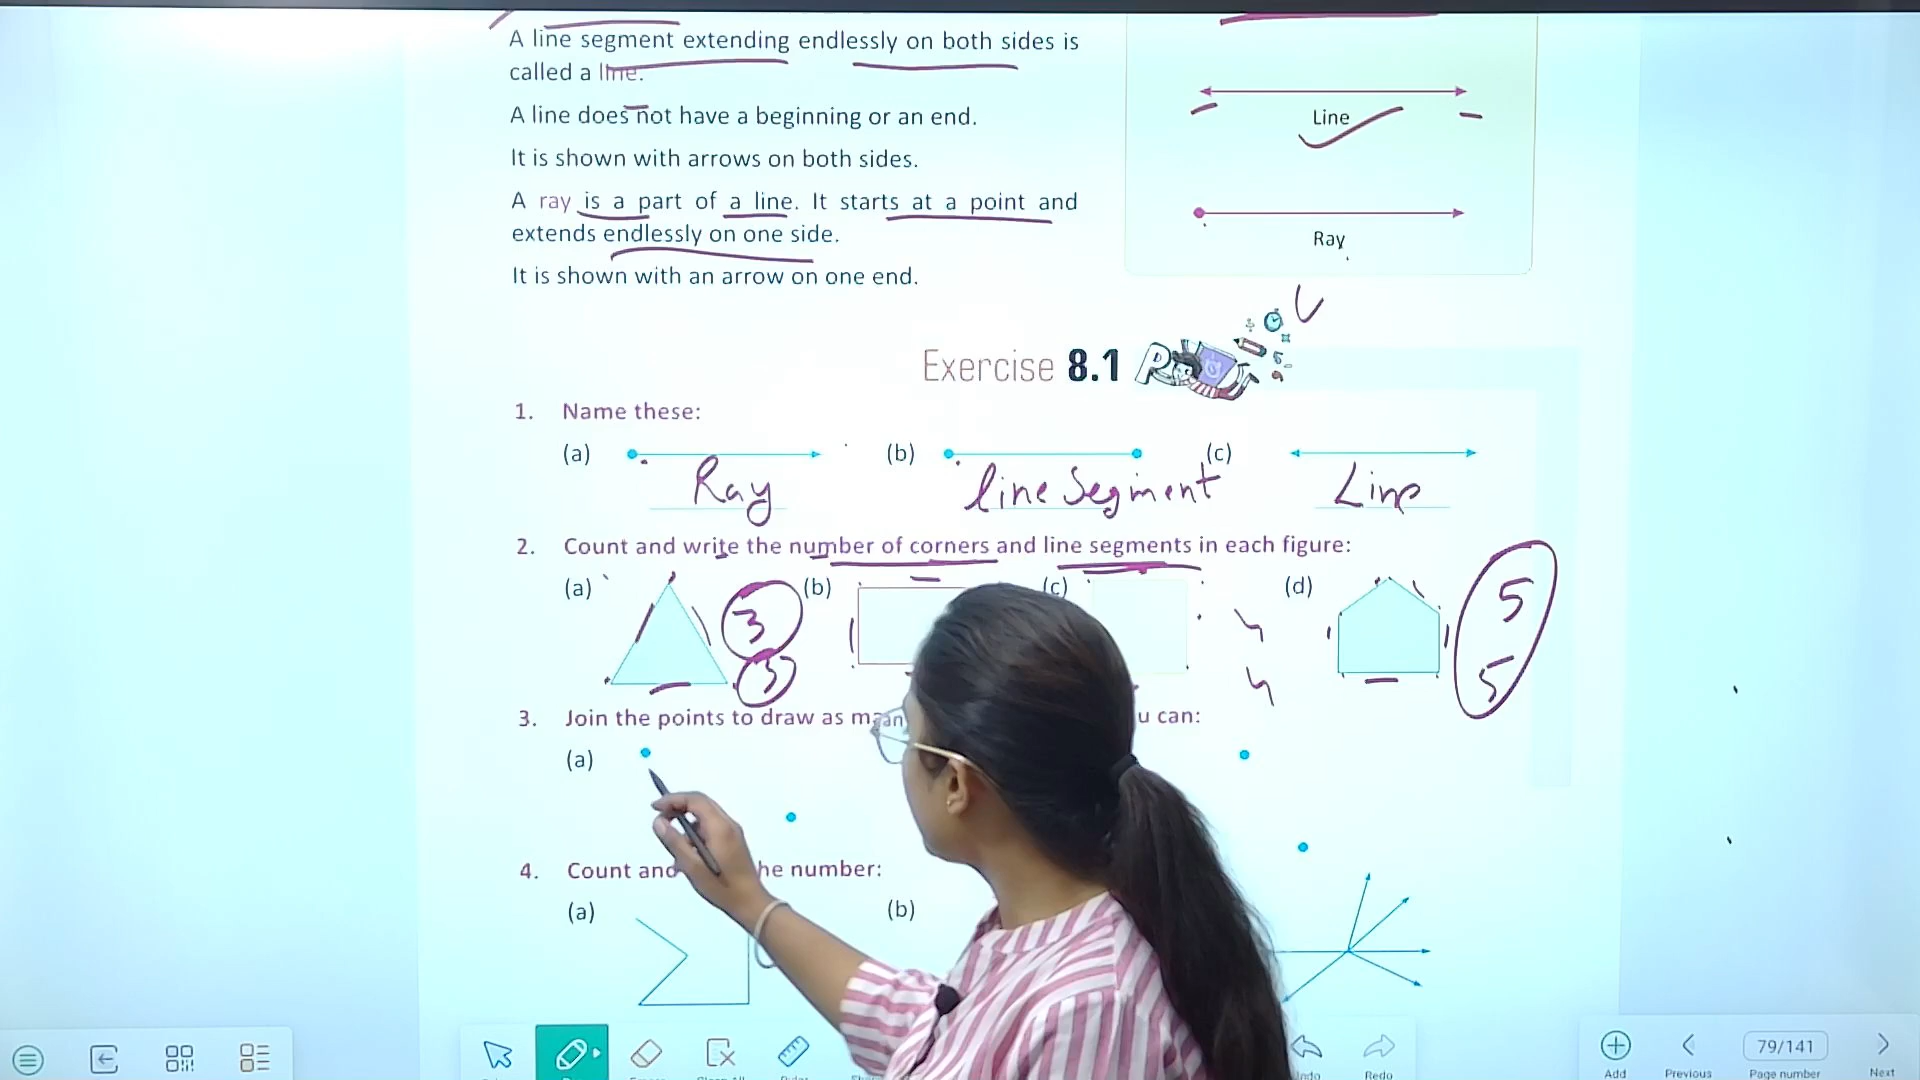 A line segment extending endlessly on both sides is
called a line.
A line does not have a beginning or an end.
It is shown with arrows on both sides.
A ray is a part of a line. It starts at a point and
extends endlessly on one side.
It is shown with an arrow on one end.
Line
Ray
Exercise 8.1
1. Name these:
(a) (b) (c)
Ray line Segment Line
2. Count and write the number of corners and line segments in each figure:
(a) 3 (b) (c) 4 (d) 5
3 4 5
3. Join the points to draw as man u can:
(a)
4. Count and he number:
(a) (b)
Add Previous 79/141 Page number Next
Redo